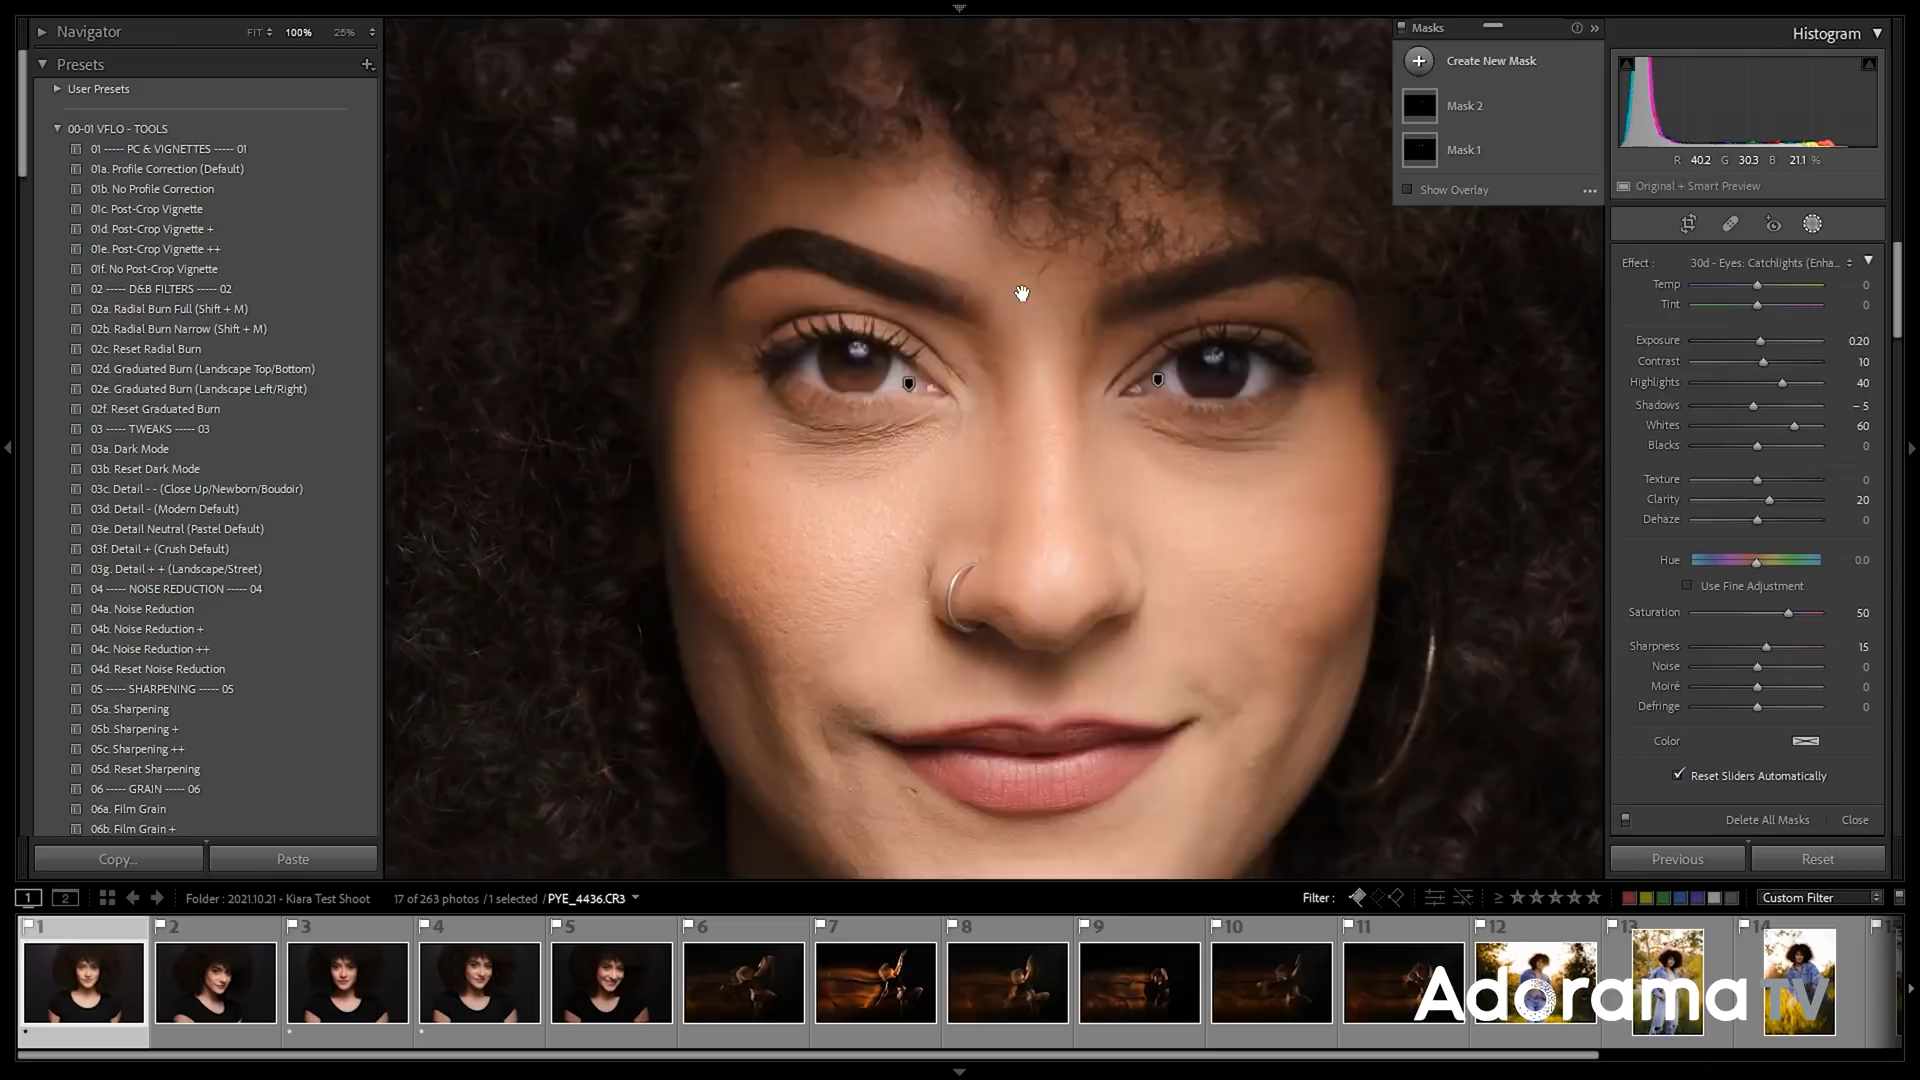 Navigator FIT 100% 25%
Presets
User Presets
00-01 VFLO - TOOLS
01 ----- PC & VIGNETTES ----- 01
01a. Profile Correction (Default)
01b. No Profile Correction
01c. Post-Crop Vignette
01d. Post-Crop Vignette +
01e. Post-Crop Vignette ++
01f. No Post-Crop Vignette
02 ----- D&B FILTERS ----- 02
02a. Radial Burn Full (Shift + M)
02b. Radial Burn Narrow (Shift + M)
02c. Reset Radial Burn
02d. Graduated Burn (Landscape Top/Bottom)
02e. Graduated Burn (Landscape Left/Right)
02f. Reset Graduated Burn
03 ----- TWEAKS ----- 03
03a. Dark Mode
03b. Reset Dark Mode
03c. Detail - - (Close Up/Newborn/Boudoir)
03d. Detail - (Modern Default)
03e. Detail Neutral (Pastel Default)
03f. Detail + (Crush Default)
03g. Detail + + (Landscape/Street)
04 ----- NOISE REDUCTION ----- 04
04a. Noise Reduction
04b. Noise Reduction +
04c. Noise Reduction ++
04d. Reset Noise Reduction
05 ----- SHARPENING ----- 05
05a. Sharpening
05b. Sharpening +
05c. Sharpening ++
05d. Reset Sharpening
06 ----- GRAIN ----- 06
06a. Film Grain
06b. Film Grain +
Copy... Paste
Masks
Create New Mask
Mask 2
Mask 1
Show Overlay
Histogram
R 40.2 G 30.3 B 21.1 %
Original + Smart Preview
Effect : 30d - Eyes: Catchlights (Enha...
Temp 0
Tint 0
Exposure 0.20
Contrast 10
Highlights 40
Shadows – 5
Whites 60
Blacks 0
Texture 0
Clarity 20
Dehaze 0
Hue 0.0
Use Fine Adjustment
Saturation 50
Sharpness 15
Noise 0
Moiré 0
Defringe 0
Color
Reset Sliders Automatically
Delete All Masks Close
Previous Reset
1 2 Folder : 2021.10.21 - Kiara Test Shoot 17 of 263 photos /1 selected / PYE_4436.CR3 Filter : ≥ Custom Filter
1 2 3 4 5 6 7 8 9 10 11 12 13 14 15
Adorama TV